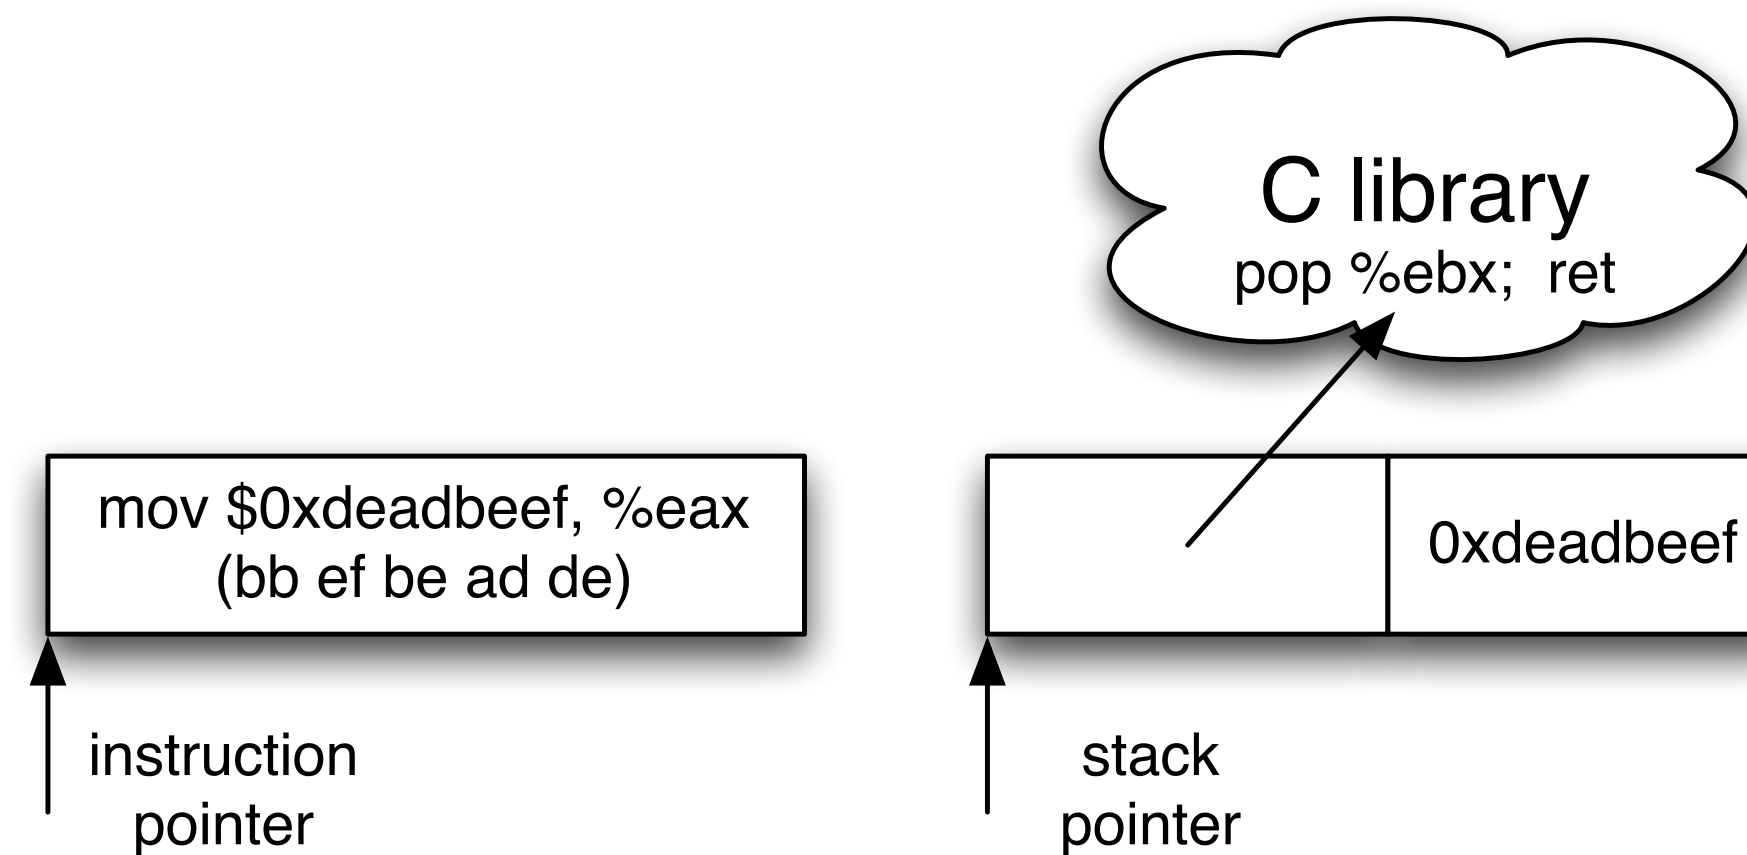 C library
pop %ebx;  ret
mov $0xdeadbeef, %eax
(bb ef be ad de)
0xdeadbeef
instruction
pointer
stack
pointer